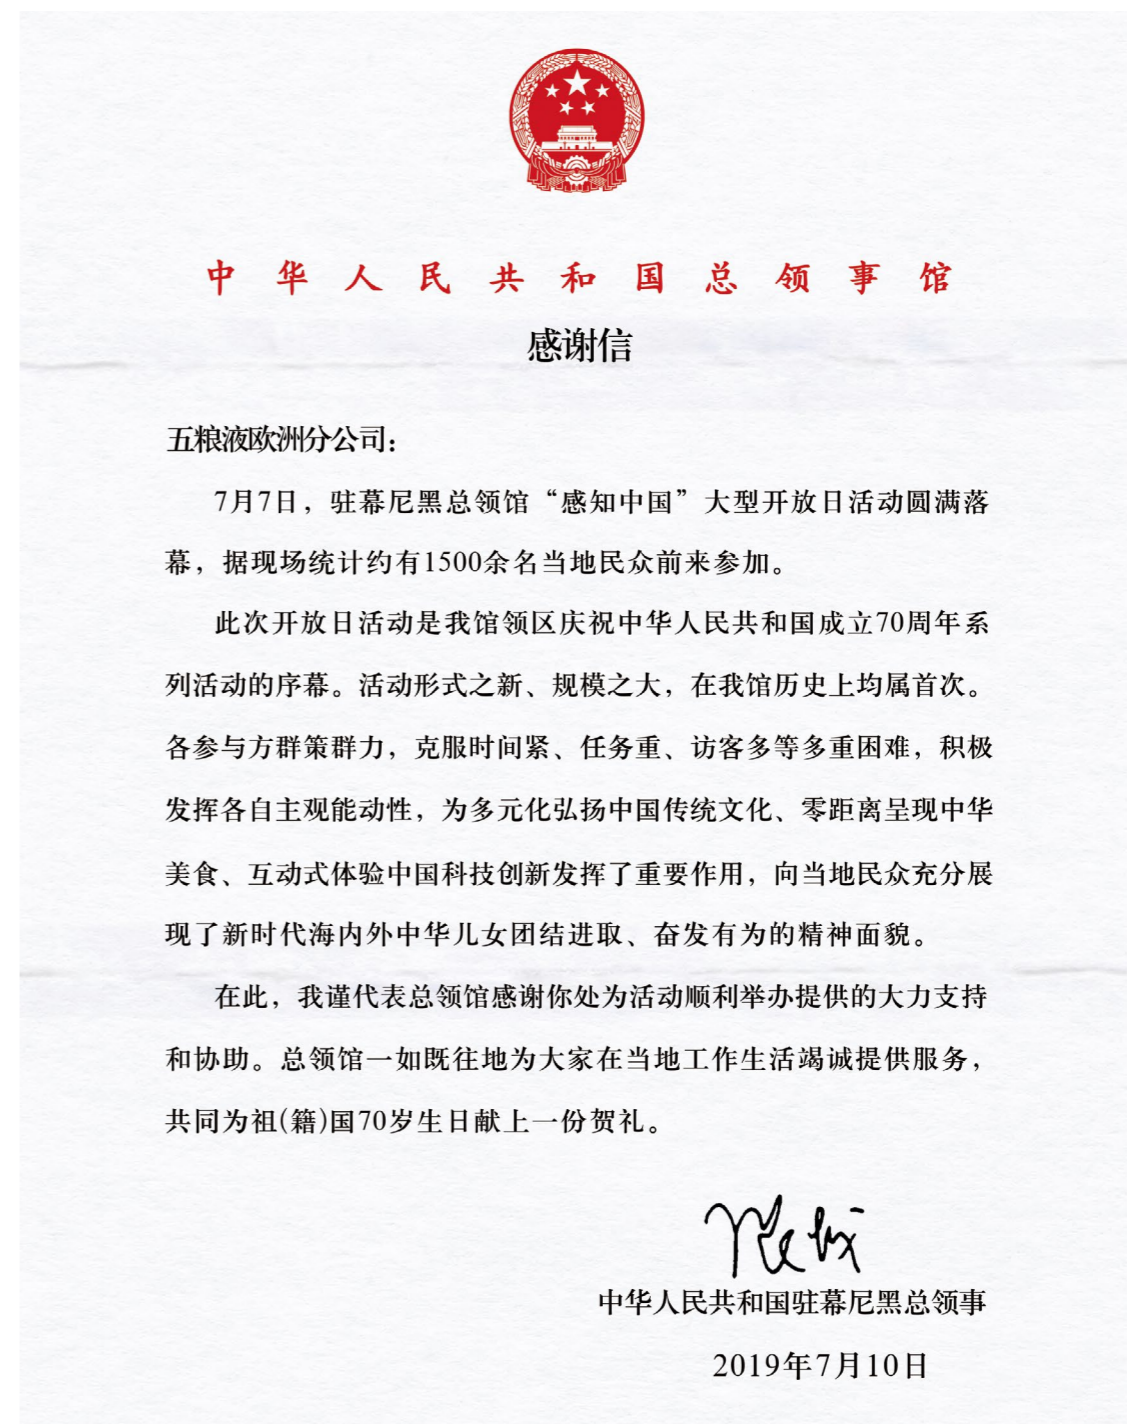 中华人民共和国总领事馆
感谢信
五粮液欧洲分公司：
7月7日，驻慕尼黑总领馆“感知中国”大型开放日活动圆满落
幕，据现场统计约有1500余名当地民众前来参加。
此次开放日活动是我馆领区庆祝中华人民共和国成立70周年系
列活动的序幕。活动形式之新、规模之大，在我馆历史上均属首次。
各参与方群策群力，克服时间紧、任务重、访客多等多重困难，积极
发挥各自主观能动性，为多元化弘扬中国传统文化、零距离呈现中华
美食、互动式体验中国科技创新发挥了重要作用，向当地民众充分展
现了新时代海内外中华儿女团结进取、奋发有为的精神面貌。
在此，我谨代表总领馆感谢你处为活动顺利举办提供的大力支持
和协助。总领馆一如既往地为大家在当地工作生活竭诚提供服务，
共同为祖(籍)国70岁生日献上一份贺礼。
中华人民共和国驻慕尼黑总领事
2019年7月10日